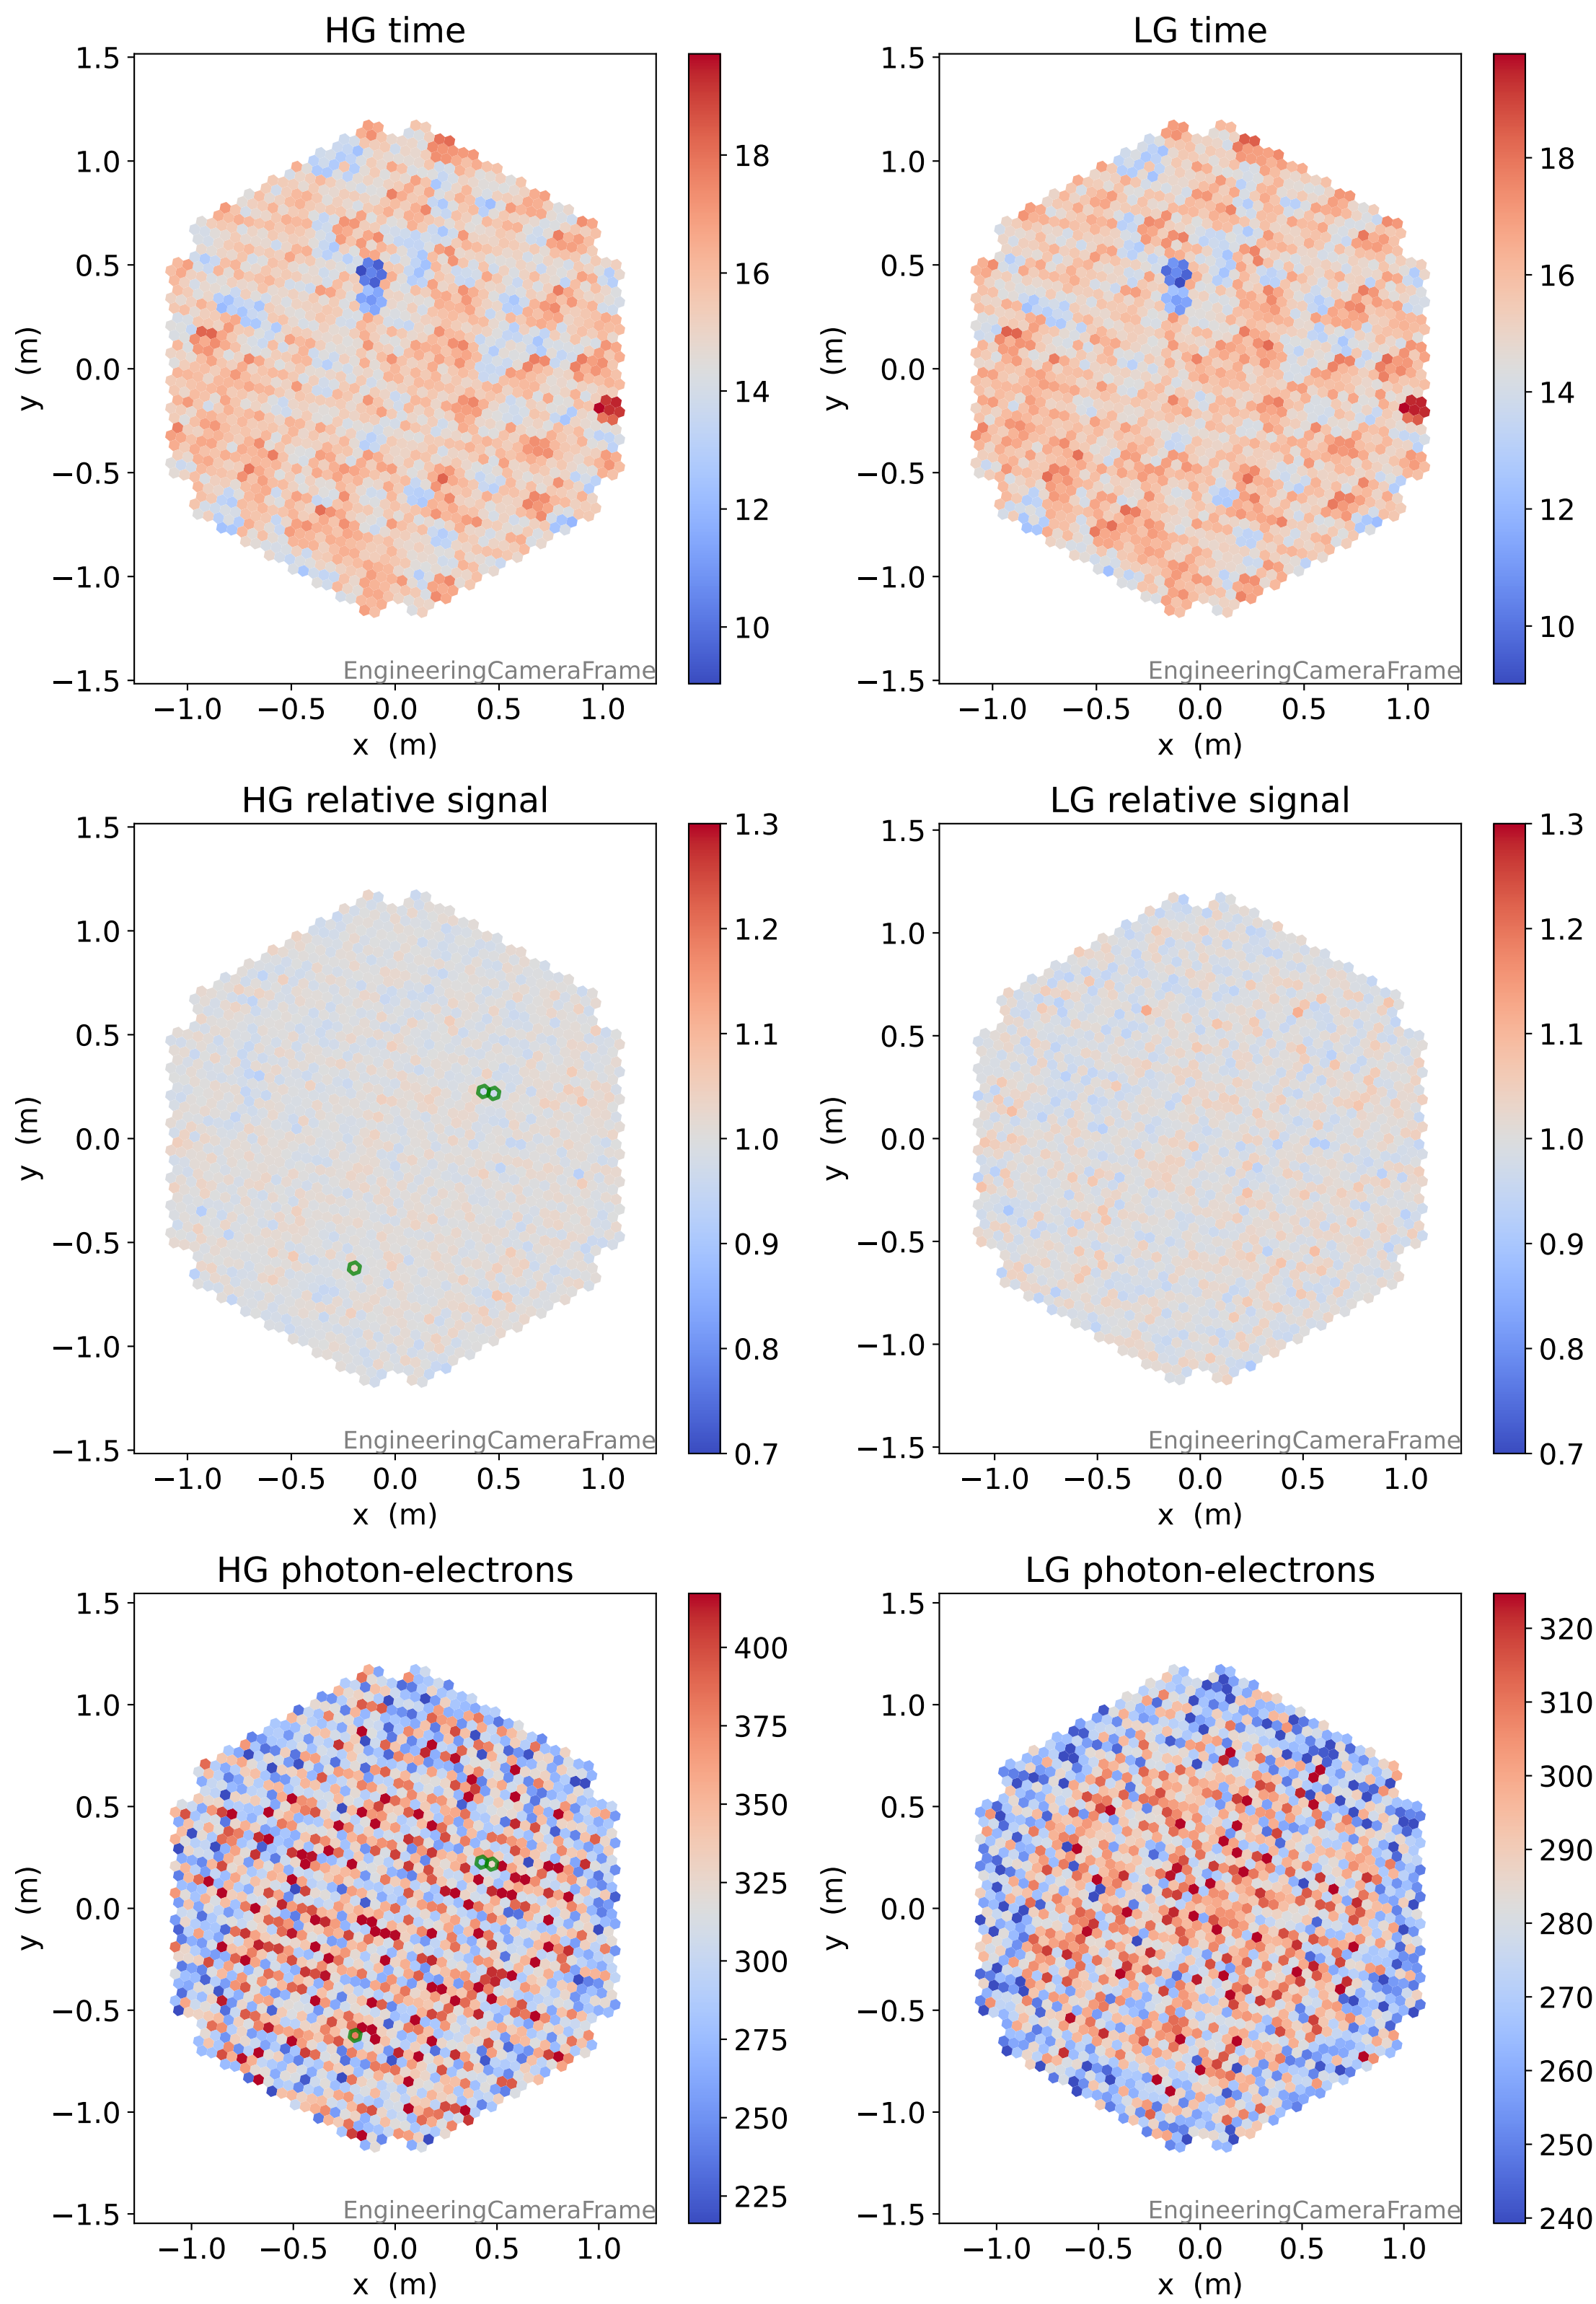 HG time
LG time
1.5
1.0
0.5
0.0
−0.5
−1.0
−1.5
y (m)
−1.0 −0.5 0.0 0.5 1.0
x (m)
EngineeringCameraFrame
18
16
14
12
10
1.5
1.0
0.5
0.0
−0.5
−1.0
−1.5
y (m)
−1.0 −0.5 0.0 0.5 1.0
x (m)
EngineeringCameraFrame
18
16
14
12
10
HG relative signal
LG relative signal
1.5
1.0
0.5
0.0
−0.5
−1.0
−1.5
y (m)
−1.0 −0.5 0.0 0.5 1.0
x (m)
EngineeringCameraFrame
1.3
1.2
1.1
1.0
0.9
0.8
0.7
1.5
1.0
0.5
0.0
−0.5
−1.0
−1.5
y (m)
−1.0 −0.5 0.0 0.5 1.0
x (m)
EngineeringCameraFrame
1.3
1.2
1.1
1.0
0.9
0.8
0.7
HG photon-electrons
LG photon-electrons
1.5
1.0
0.5
0.0
−0.5
−1.0
−1.5
y (m)
−1.0 −0.5 0.0 0.5 1.0
x (m)
EngineeringCameraFrame
400
375
350
325
300
275
250
225
1.5
1.0
0.5
0.0
−0.5
−1.0
−1.5
y (m)
−1.0 −0.5 0.0 0.5 1.0
x (m)
EngineeringCameraFrame
320
310
300
290
280
270
260
250
240